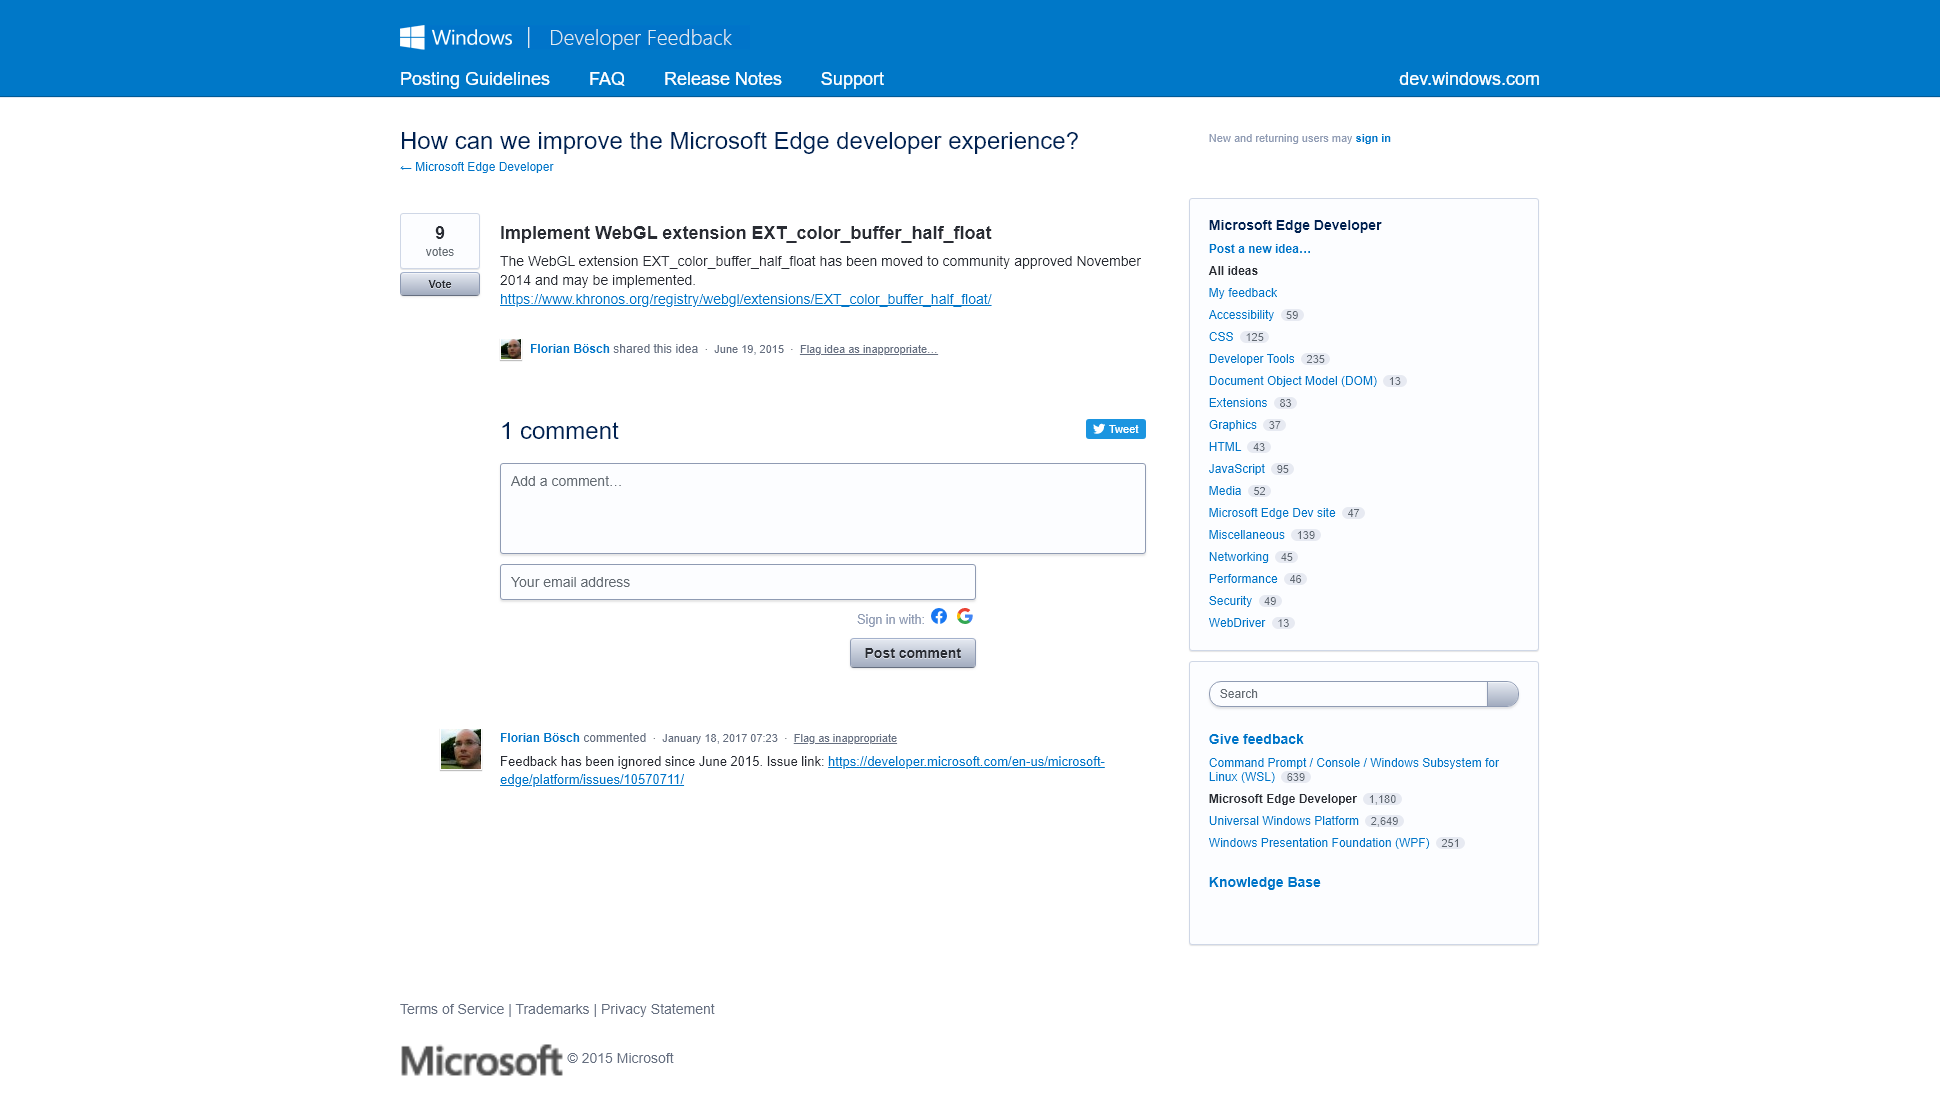 Windows | Developer Feedback
Posting Guidelines FAQ Release Notes Support dev.windows.com
How can we improve the Microsoft Edge developer experience?
← Microsoft Edge Developer
New and returning users may sign in
9
votes
Vote
Implement WebGL extension EXT_color_buffer_half_float
The WebGL extension EXT_color_buffer_half_float has been moved to community approved November
2014 and may be implemented.
https://www.khronos.org/registry/webgl/extensions/EXT_color_buffer_half_float/
Florian Bösch shared this idea · June 19, 2015 · Flag idea as inappropriate…
1 comment
Tweet
Add a comment…
Your email address
Sign in with:
Post comment
Florian Bösch commented · January 18, 2017 07:23 · Flag as inappropriate
Feedback has been ignored since June 2015. Issue link: https://developer.microsoft.com/en-us/microsoft-
edge/platform/issues/10570711/
Microsoft Edge Developer
Post a new idea…
All ideas
My feedback
Accessibility 59
CSS 125
Developer Tools 235
Document Object Model (DOM) 13
Extensions 83
Graphics 37
HTML 43
JavaScript 95
Media 52
Microsoft Edge Dev site 47
Miscellaneous 139
Networking 45
Performance 46
Security 49
WebDriver 13
Search
Give feedback
Command Prompt / Console / Windows Subsystem for
Linux (WSL) 639
Microsoft Edge Developer 1,180
Universal Windows Platform 2,649
Windows Presentation Foundation (WPF) 251
Knowledge Base
Terms of Service | Trademarks | Privacy Statement
Microsoft © 2015 Microsoft